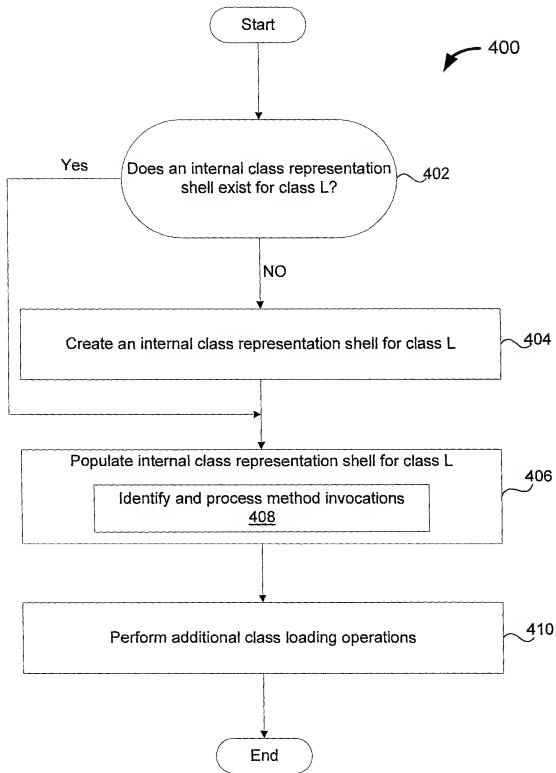 Start
400
Does an internal class representation
shell exist for class L?
402
Yes
NO
Create an internal class representation shell for class L
404
Populate internal class representation shell for class L
406
Identify and process method invocations
408
Perform additional class loading operations
410
End